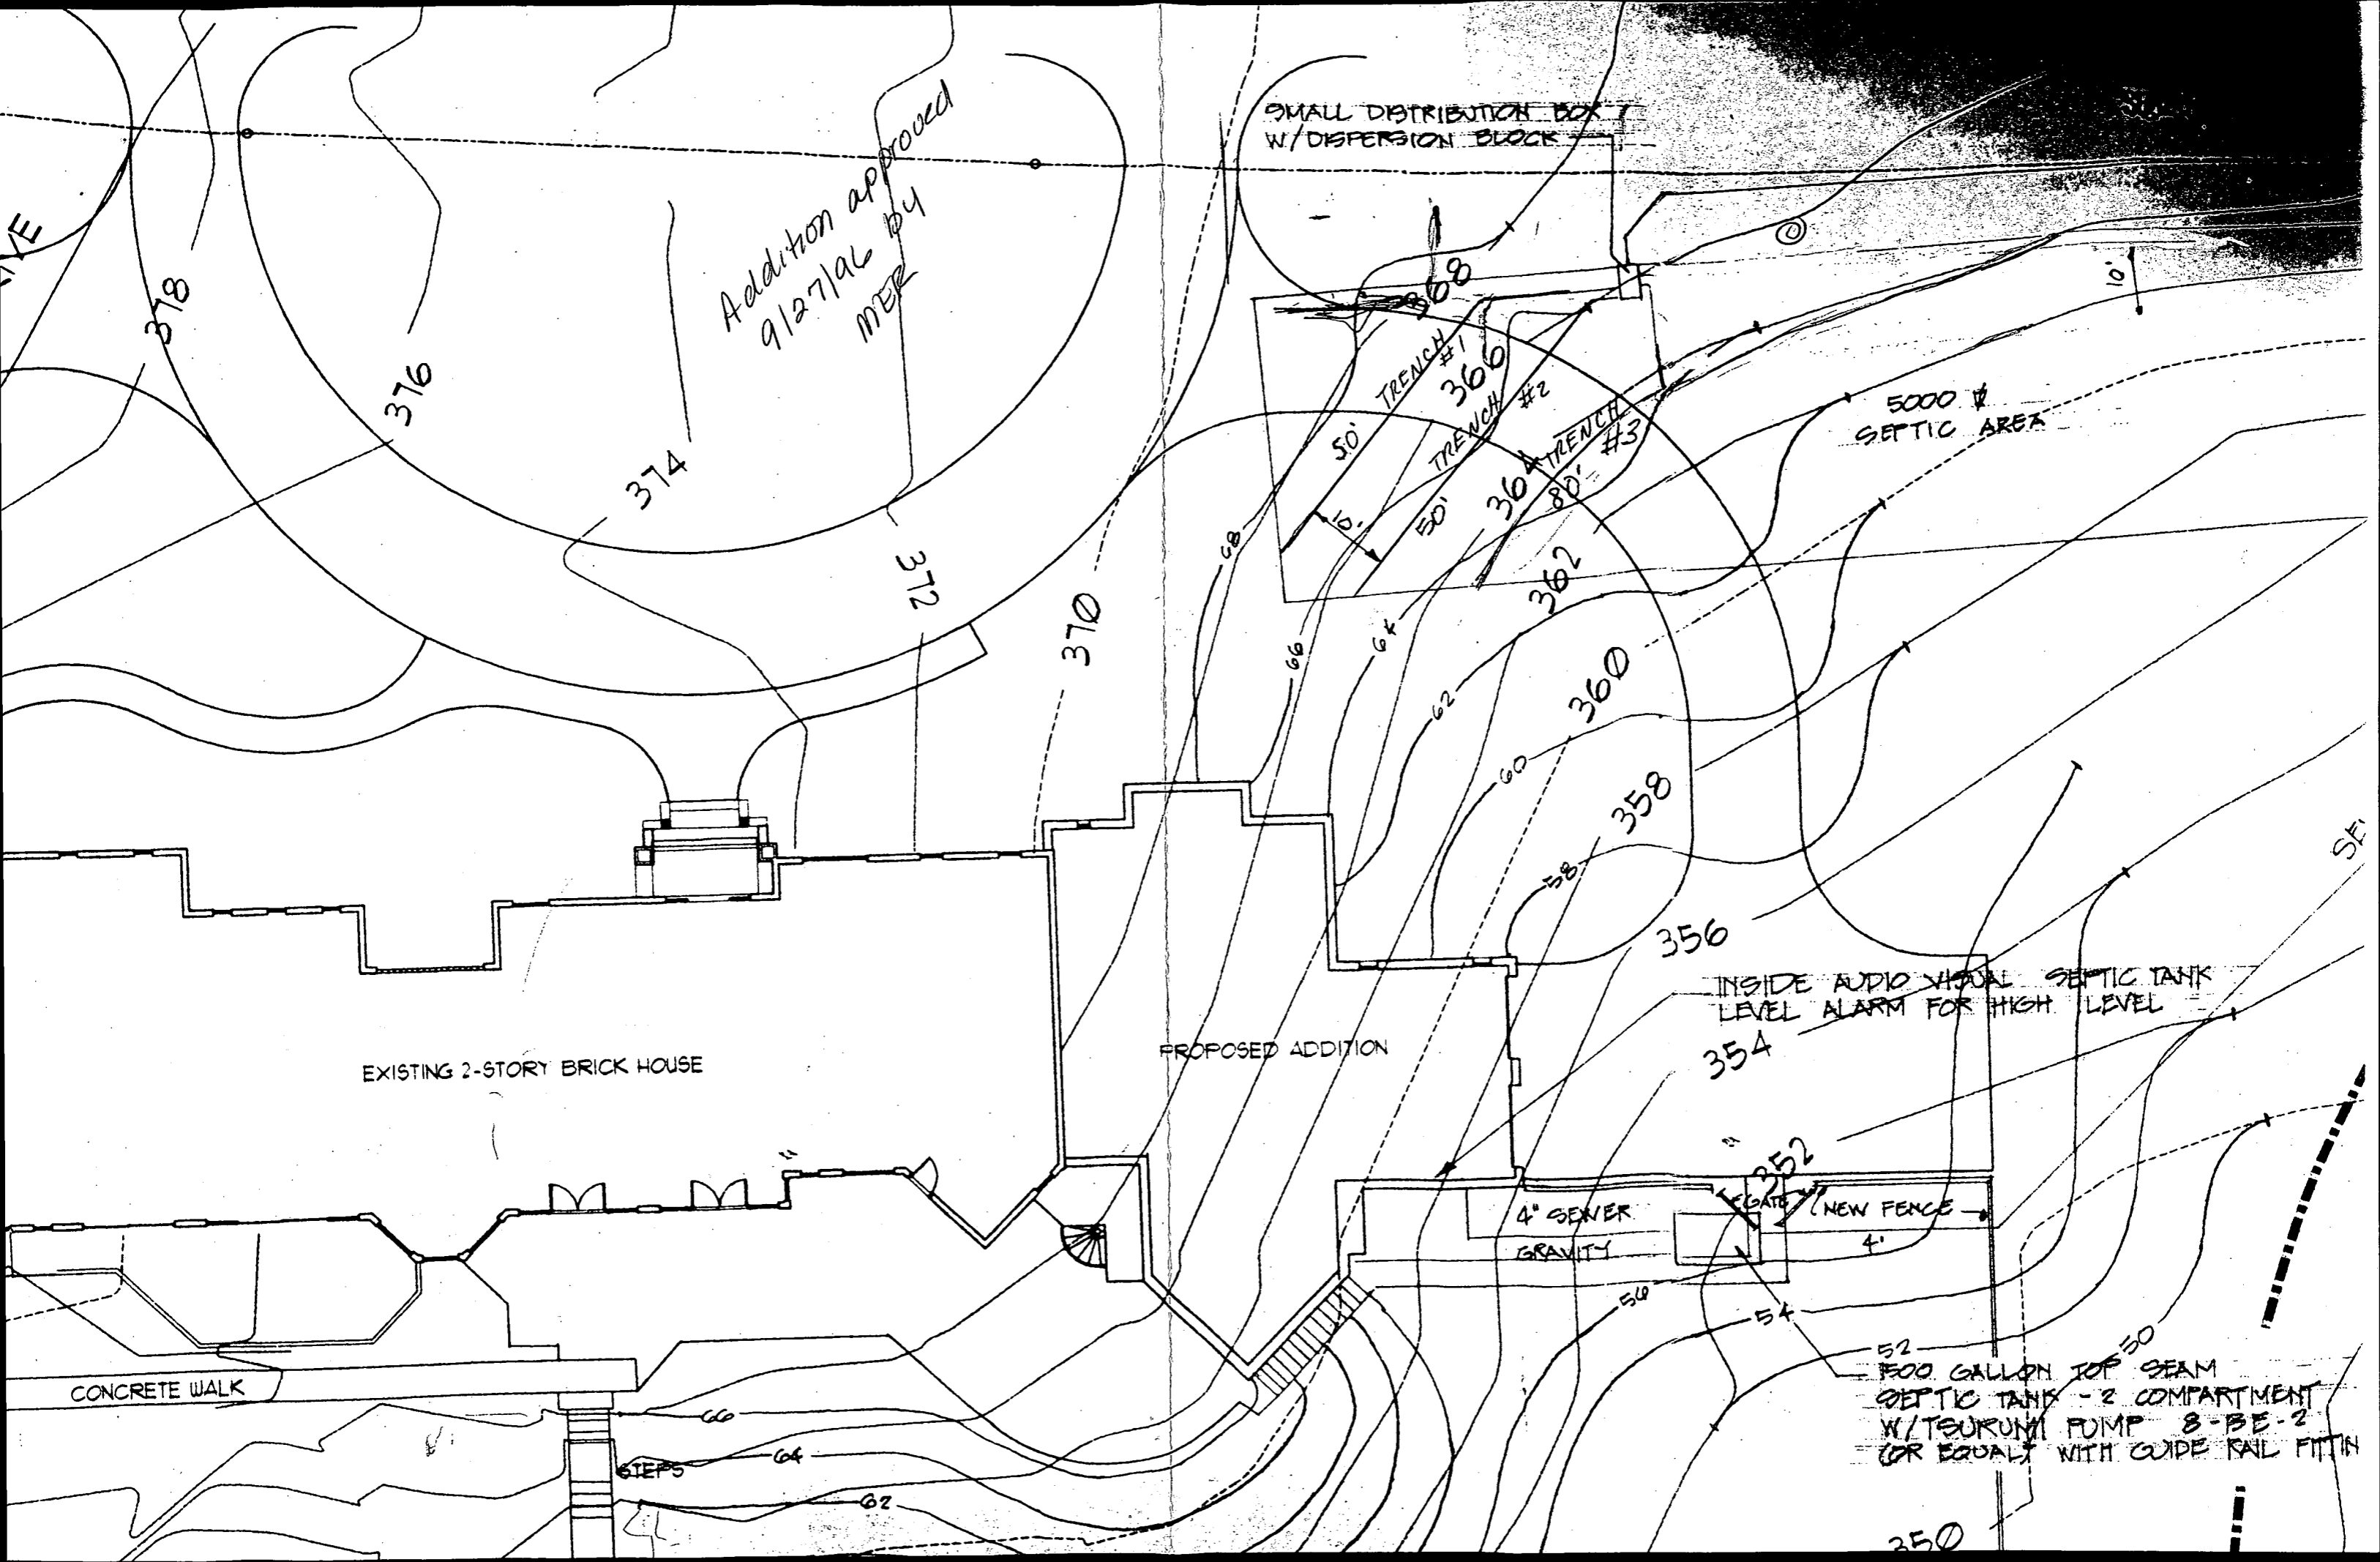 SMALL DISTRIBUTION BOX
W/DISPERSION BLOCK
Addition approved
9/27/96 by
MER
378
376
374
372
370
368
366
364
362
360
358
356
354
352
350
TRENCH
#1
50'
TRENCH #2
50'
TRENCH
#3
80'
10'
10'
5000
SEPTIC AREA
68
66
64
62
60
58
INSIDE AUDIO VISUAL SEPTIC TANK
LEVEL ALARM FOR HIGH LEVEL
EXISTING 2-STORY BRICK HOUSE
PROPOSED ADDITION
4" SEWER
GRAVITY
GATE
NEW FENCE
4'
56
54
52
50
500 GALLON TOP SEAM
SEPTIC TANK - 2 COMPARTMENT
W/TSURUMI PUMP 8-BE-2
(OR EQUAL) WITH GUIDE RAIL FITTIN
CONCRETE WALK
STEPS
66
64
62